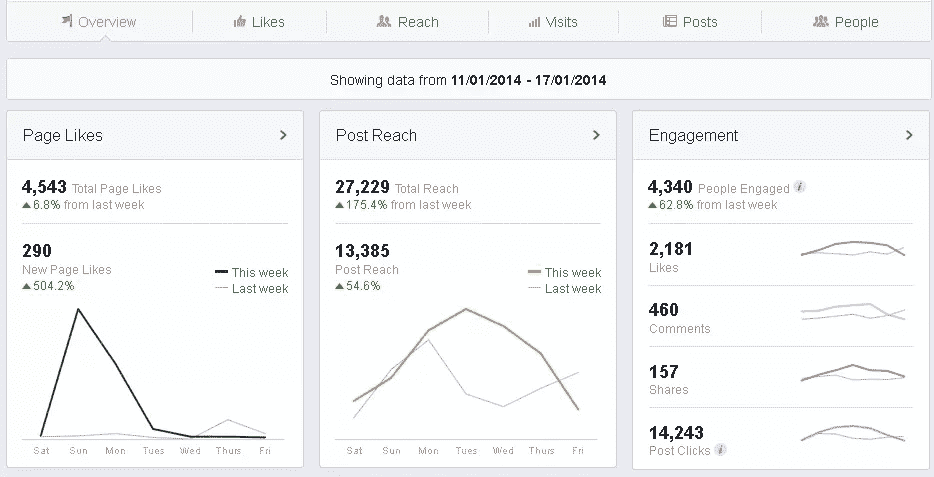 Overview Likes Reach Visits Posts People
Showing data from 11/01/2014 - 17/01/2014
Page Likes
4,543 Total Page Likes
6.8% from last week
290
New Page Likes
504.2%
This week
Last week
Sat Sun Mon Tues Wed Thurs Fri
Post Reach
27,229 Total Reach
175.4% from last week
13,385
Post Reach
54.6%
This week
Last week
Sat Sun Mon Tues Wed Thurs Fri
Engagement
4,340 People Engaged i
62.8% from last week
2,181
Likes
460
Comments
157
Shares
14,243
Post Clicks i